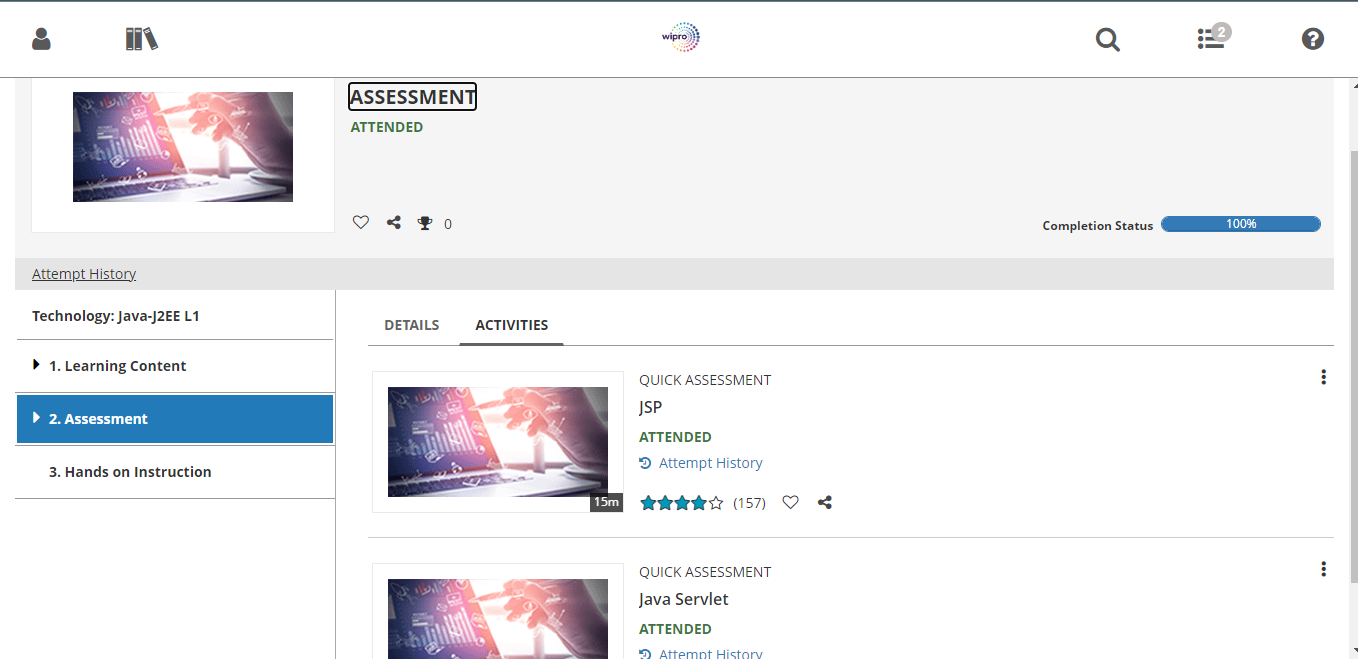 wipro
2
ASSESSMENT
ATTENDED
0
Completion Status 100%
Attempt History
Technology: Java-J2EE L1
1. Learning Content
2. Assessment
3. Hands on Instruction
DETAILS ACTIVITIES
QUICK ASSESSMENT
JSP
ATTENDED
Attempt History
15m
(157)
QUICK ASSESSMENT
Java Servlet
ATTENDED
Attempt History